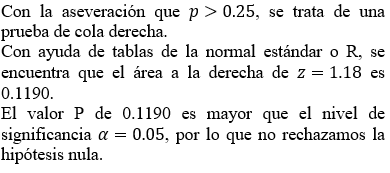 Con la aseveración que p > 0.25, se trata de una
prueba de cola derecha.
Con ayuda de tablas de la normal estándar o R, se
encuentra que el área a la derecha de z = 1.18 es
0.1190.
El valor P de 0.1190 es mayor que el nivel de
significancia α = 0.05, por lo que no rechazamos la
hipótesis nula.